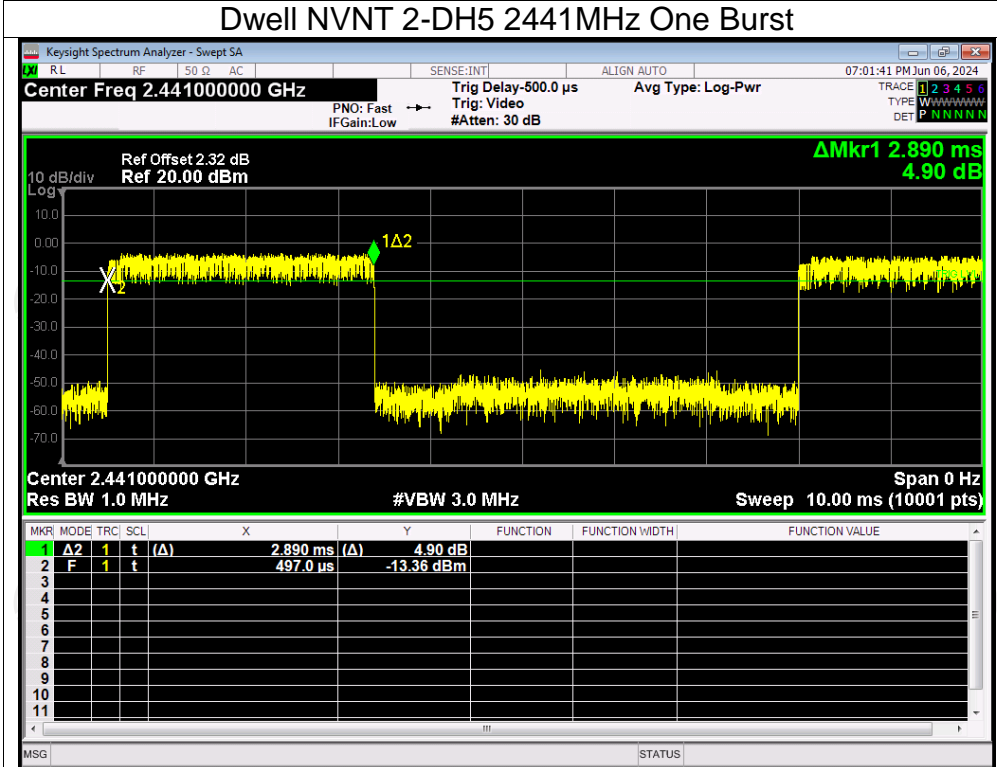 Dwell NVNT 2-DH5 2441MHz One Burst
Keysight Spectrum Analyzer - Swept SA
LXI RL RF 50 Ω AC SENSE:INT ALIGN AUTO 07:01:41 PM Jun 06, 2024
Center Freq 2.441000000 GHz Trig Delay-500.0 µs Avg Type: Log-Pwr TRACE 1 2 3 4 5 6
PNO: Fast Trig: Video TYPE WWWWWW
IFGain:Low #Atten: 30 dB DET P N N N N N
ΔMkr1 2.890 ms
4.90 dB
Ref Offset 2.32 dB
10 dB/div Ref 20.00 dBm
Log
10.0
0.00
-10.0
-20.0
-30.0
-40.0
-50.0
-60.0
-70.0
1Δ2
2
Center 2.441000000 GHz Span 0 Hz
Res BW 1.0 MHz #VBW 3.0 MHz Sweep 10.00 ms (10001 pts)
MKR MODE TRC SCL X Y FUNCTION FUNCTION WIDTH FUNCTION VALUE
1 Δ2 1 t (Δ) 2.890 ms (Δ) 4.90 dB
2 F 1 t 497.0 µs -13.36 dBm
3
4
5
6
7
8
9
10
11
MSG STATUS